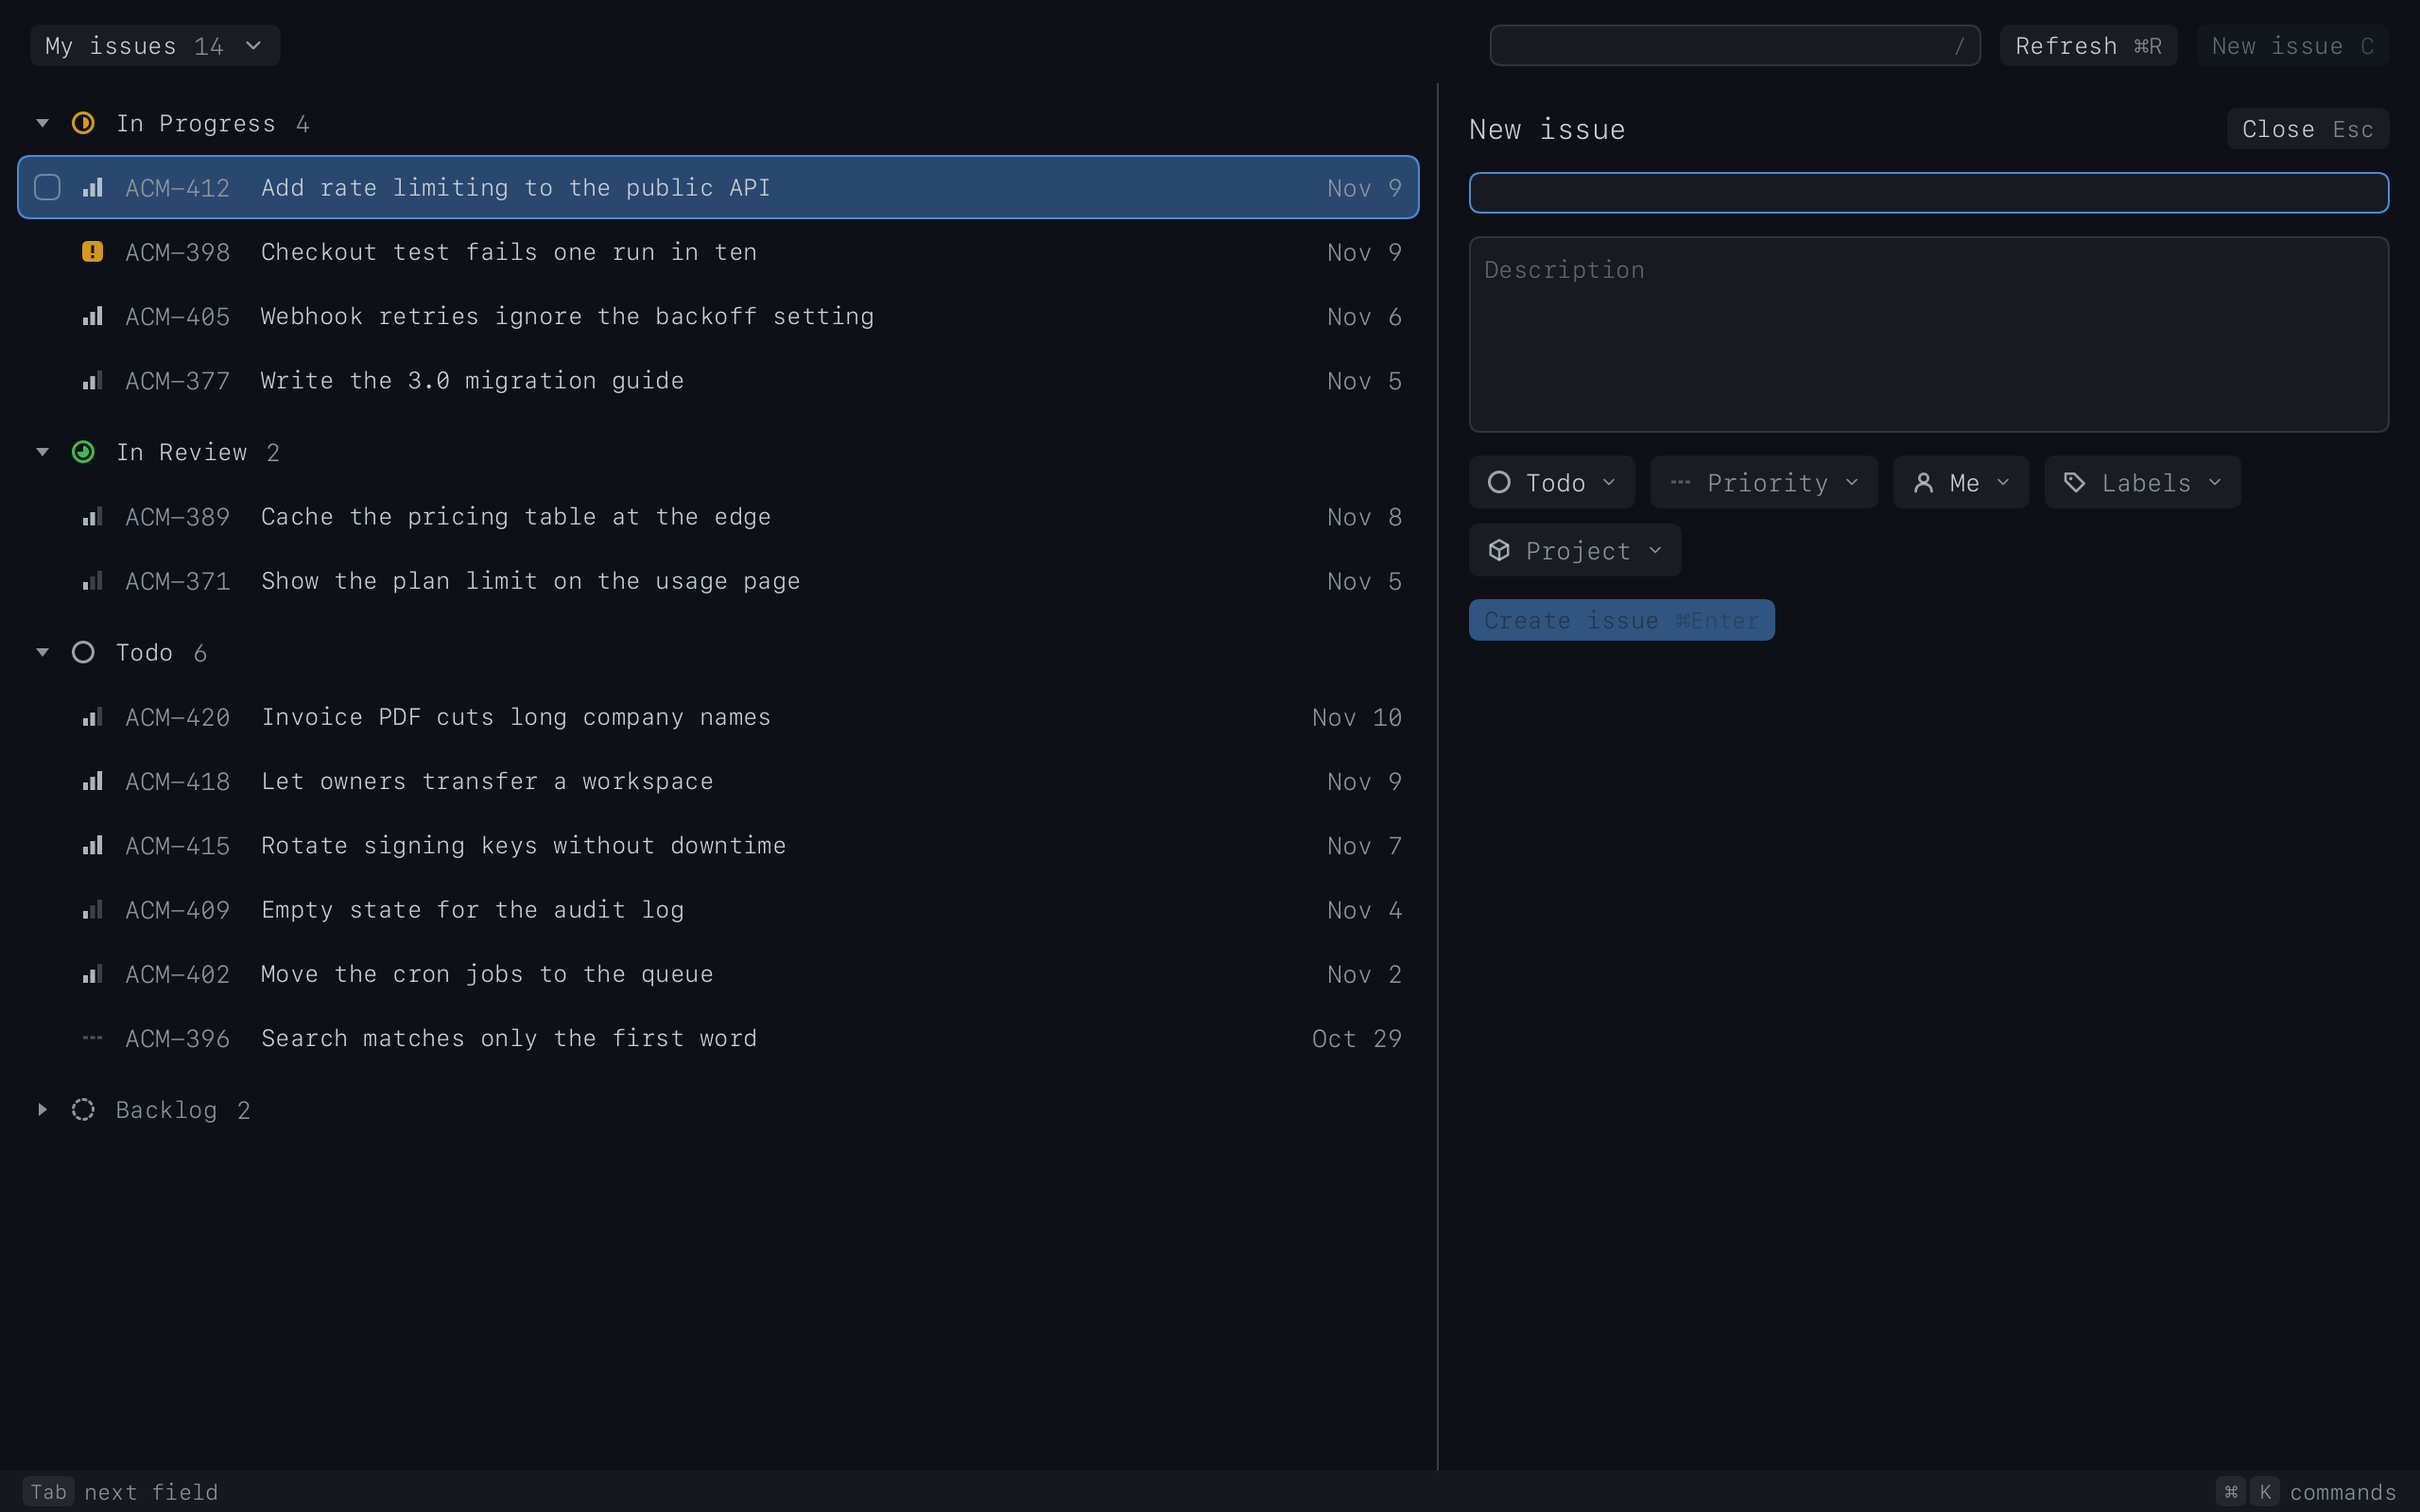 My issues 14
/
Refresh ⌘R
New issue C
In Progress 4
ACM-412 Add rate limiting to the public API Nov 9
ACM-398 Checkout test fails one run in ten Nov 9
ACM-405 Webhook retries ignore the backoff setting Nov 6
ACM-377 Write the 3.0 migration guide Nov 5
In Review 2
ACM-389 Cache the pricing table at the edge Nov 8
ACM-371 Show the plan limit on the usage page Nov 5
Todo 6
ACM-420 Invoice PDF cuts long company names Nov 10
ACM-418 Let owners transfer a workspace Nov 9
ACM-415 Rotate signing keys without downtime Nov 7
ACM-409 Empty state for the audit log Nov 4
ACM-402 Move the cron jobs to the queue Nov 2
ACM-396 Search matches only the first word Oct 29
Backlog 2
New issue
Close Esc
Description
Todo
Priority
Me
Labels
Project
Create issue ⌘Enter
Tab next field
⌘ K commands